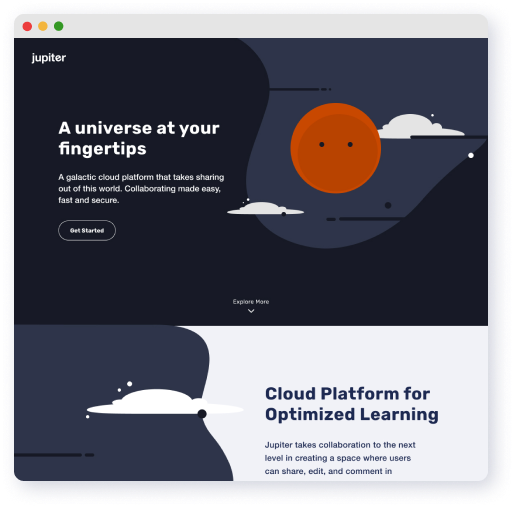 jupiter
A universe at your
fingertips
A galactic cloud platform that takes sharing
out of this world. Collaborating made easy,
fast and secure.
Get Started
Explore More
Cloud Platform for
Optimized Learning
Jupiter takes collaboration to the next
level in creating a space where users
can share, edit, and comment in